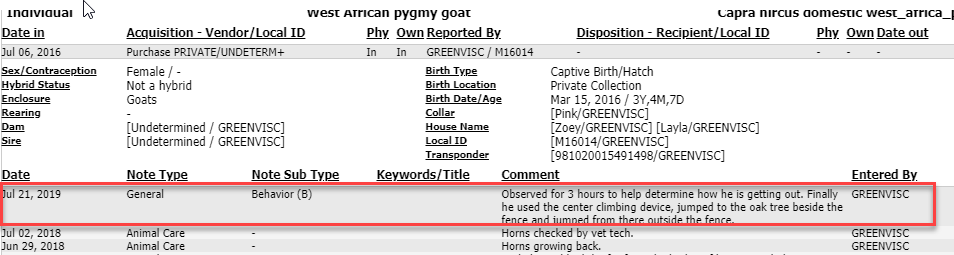 Individual West African pygmy goat Capra hircus domestic west_africa_p
Date in Acquisition - Vendor/Local ID Phy Own Reported By Disposition - Recipient/Local ID Phy Own Date out
Jul 06, 2016 Purchase PRIVATE/UNDETERM+ In In GREENVISC / M16014 - - - -
Sex/Contraception Female / - Birth Type Captive Birth/Hatch
Hybrid Status Not a hybrid Birth Location Private Collection
Enclosure Goats Birth Date/Age Mar 15, 2016 / 3Y,4M,7D
Rearing - Collar [Pink/GREENVISC]
Dam [Undetermined / GREENVISC] House Name [Zoey/GREENVISC] [Layla/GREENVISC]
Sire [Undetermined / GREENVISC] Local ID [M16014/GREENVISC]
Transponder [981020015491498/GREENVISC]
Date Note Type Note Sub Type Keywords/Title Comment Entered By
Jul 21, 2019 General Behavior (B) Observed for 3 hours to help determine how he is getting out. Finally GREENVISC
he used the center climbing device, jumped to the oak tree beside the
fence and jumped from there outside the fence.
Jul 02, 2018 Animal Care - Horns checked by vet tech. GREENVISC
Jun 29, 2018 Animal Care - Horns growing back. GREENVISC